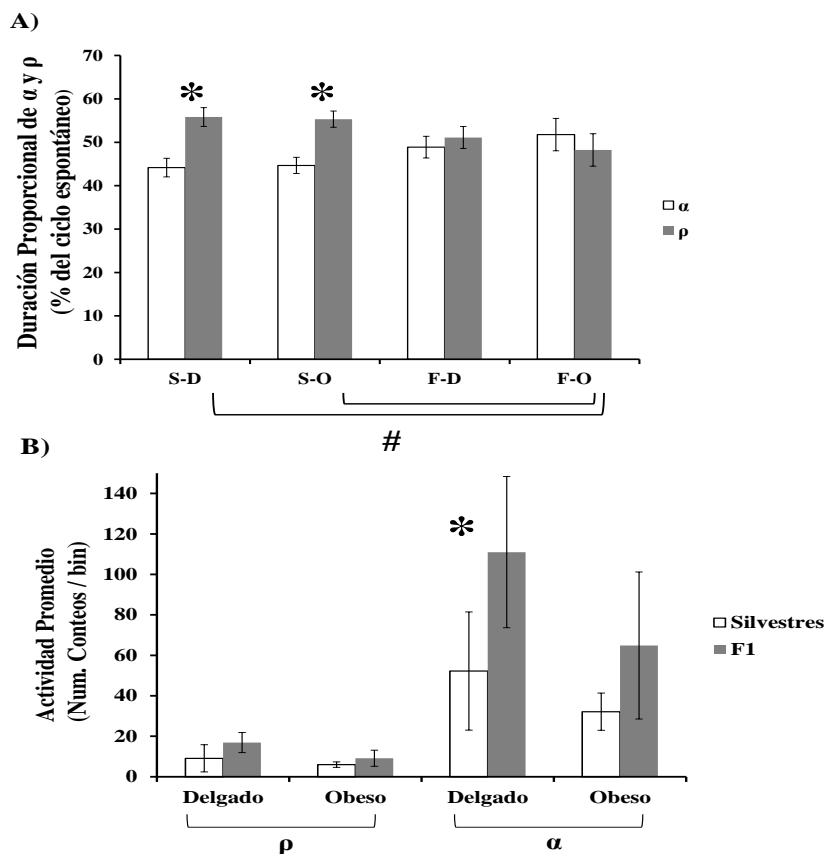 A)
Duración Proporcional de α y ρ
(% del ciclo espontáneo)
70
60
50
40
30
20
10
0
*
*
S-D
S-O
F-D
F-O
α
ρ
#
B)
Actividad Promedio
(Num. Conteos / bin)
140
120
100
80
60
40
20
0
*
Delgado
Obeso
Delgado
Obeso
ρ
α
Silvestres
F1